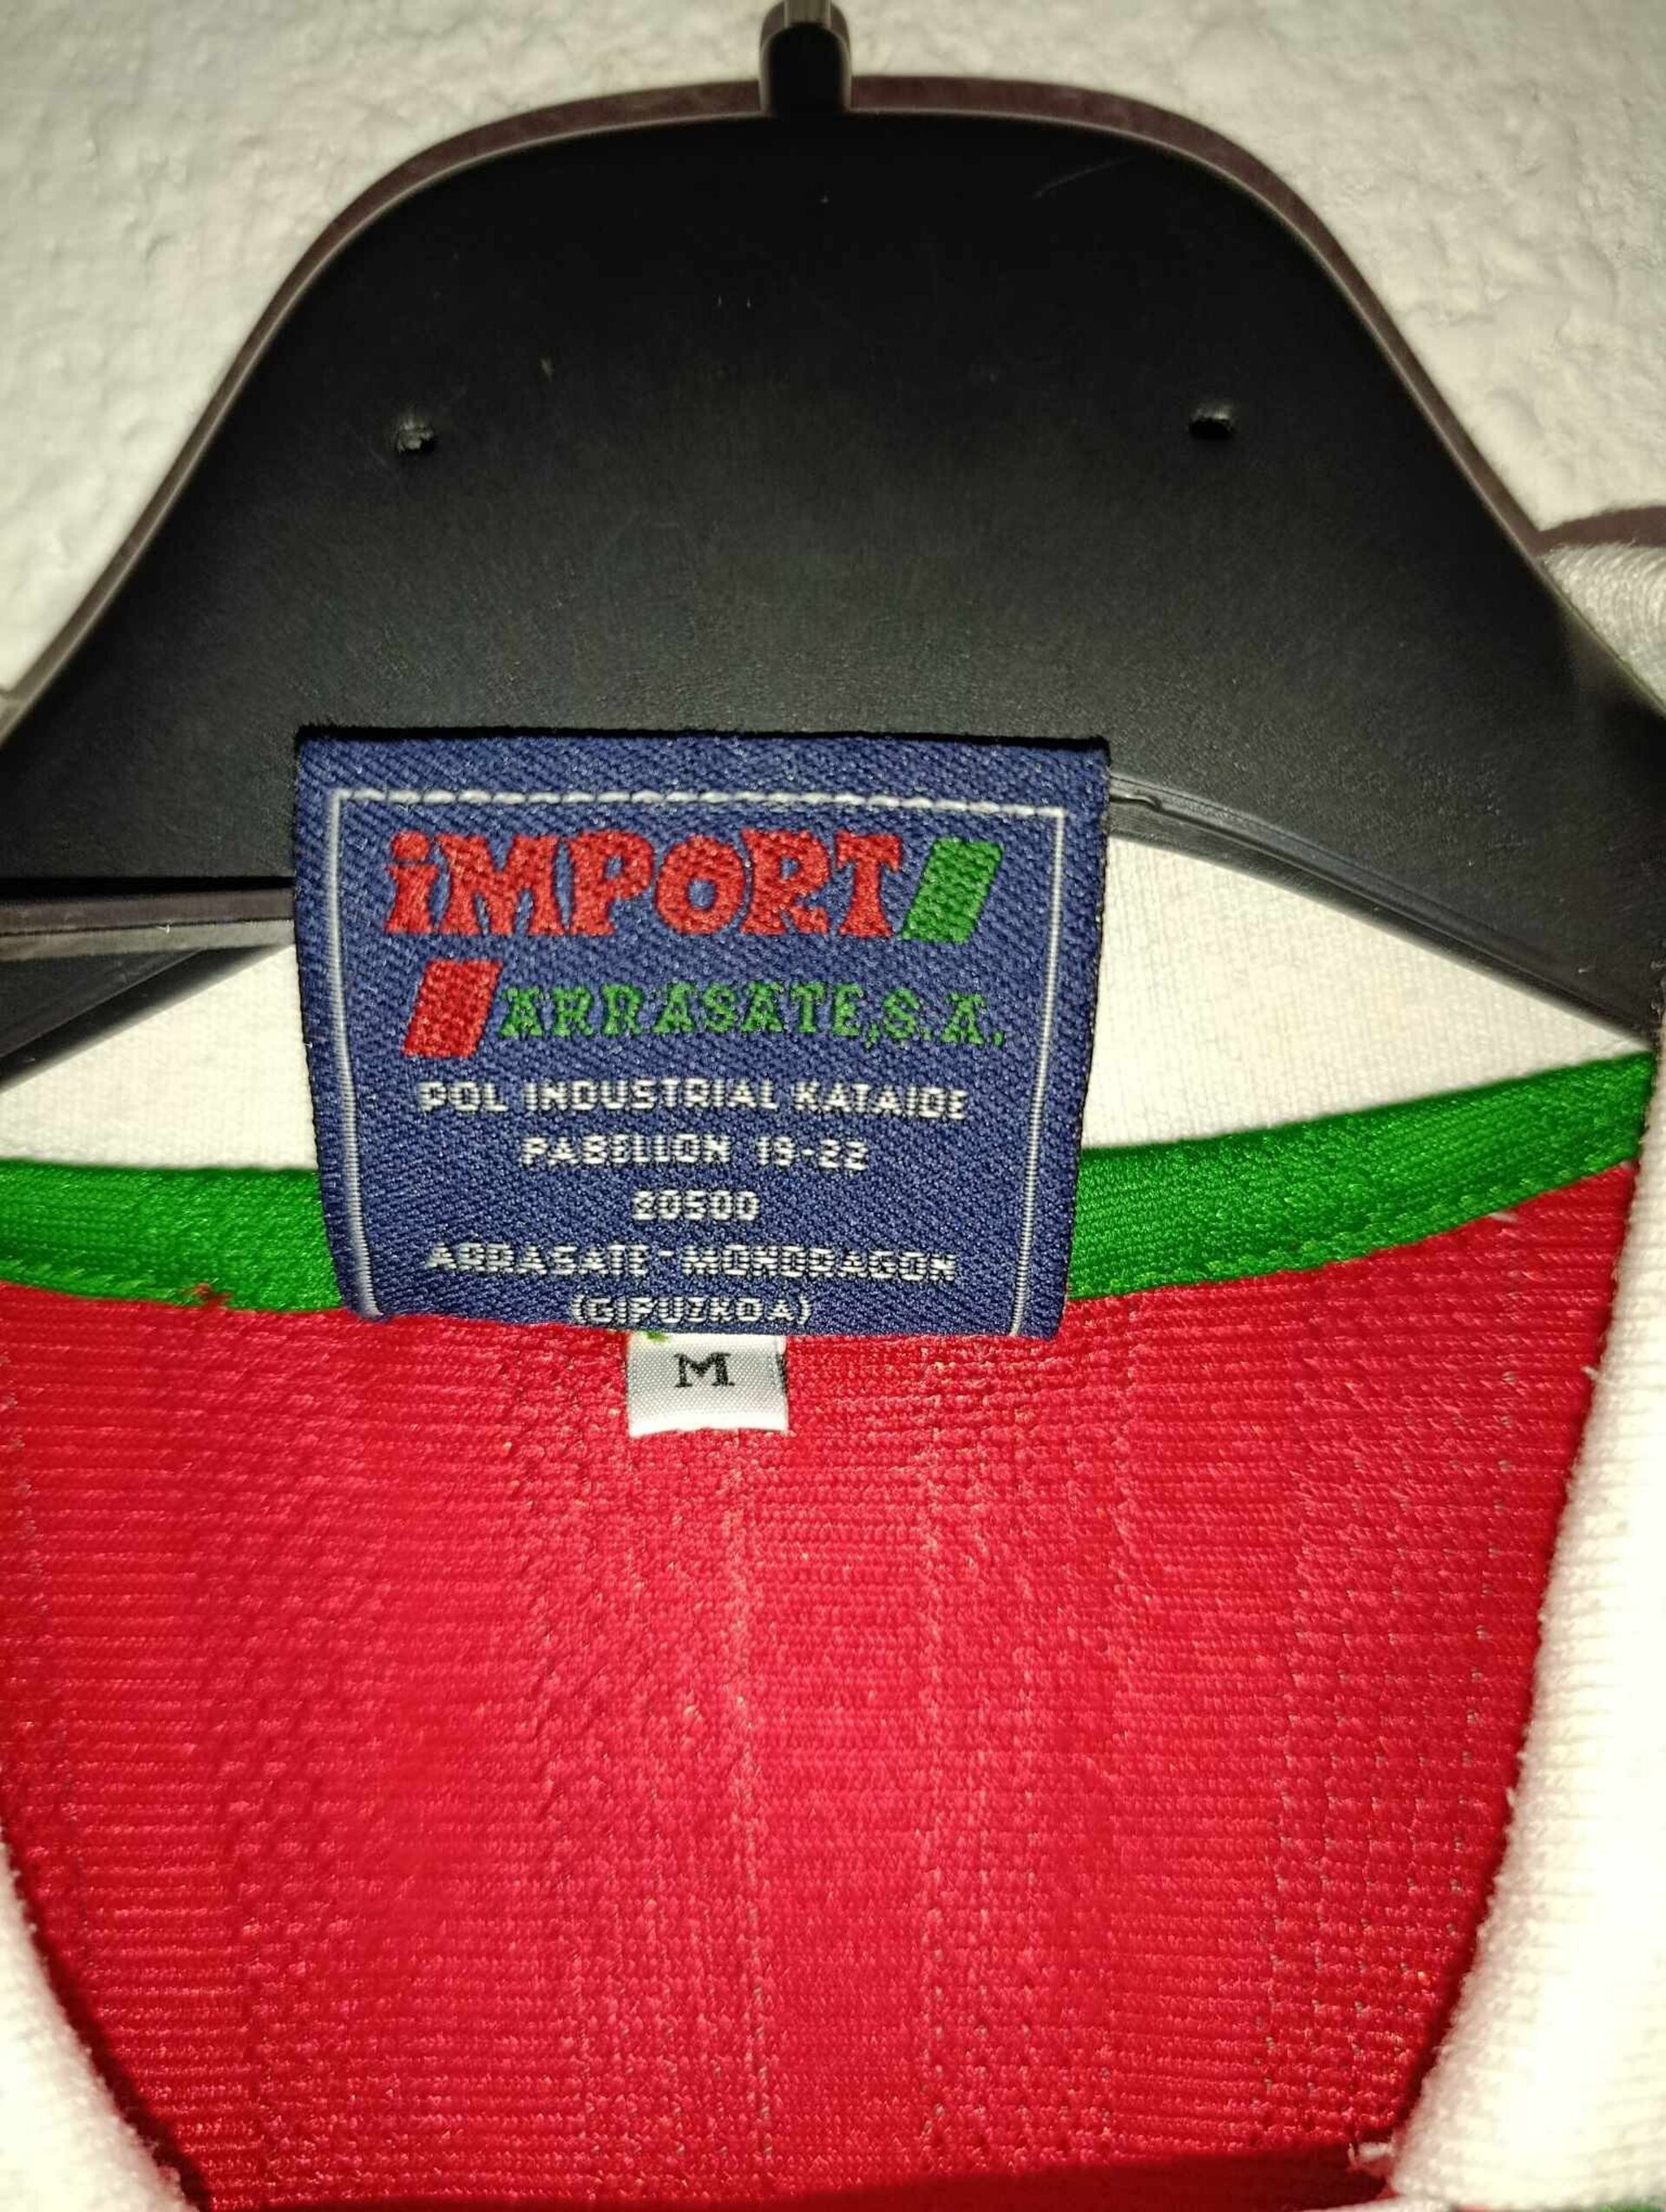 iMPORT
ARRASATE,S.A.
POL INDUSTRIAL KATAIDE
PABELLON 19-22
20500
ARRASATE-MONDRAGON
(GIPUZKOA)
M